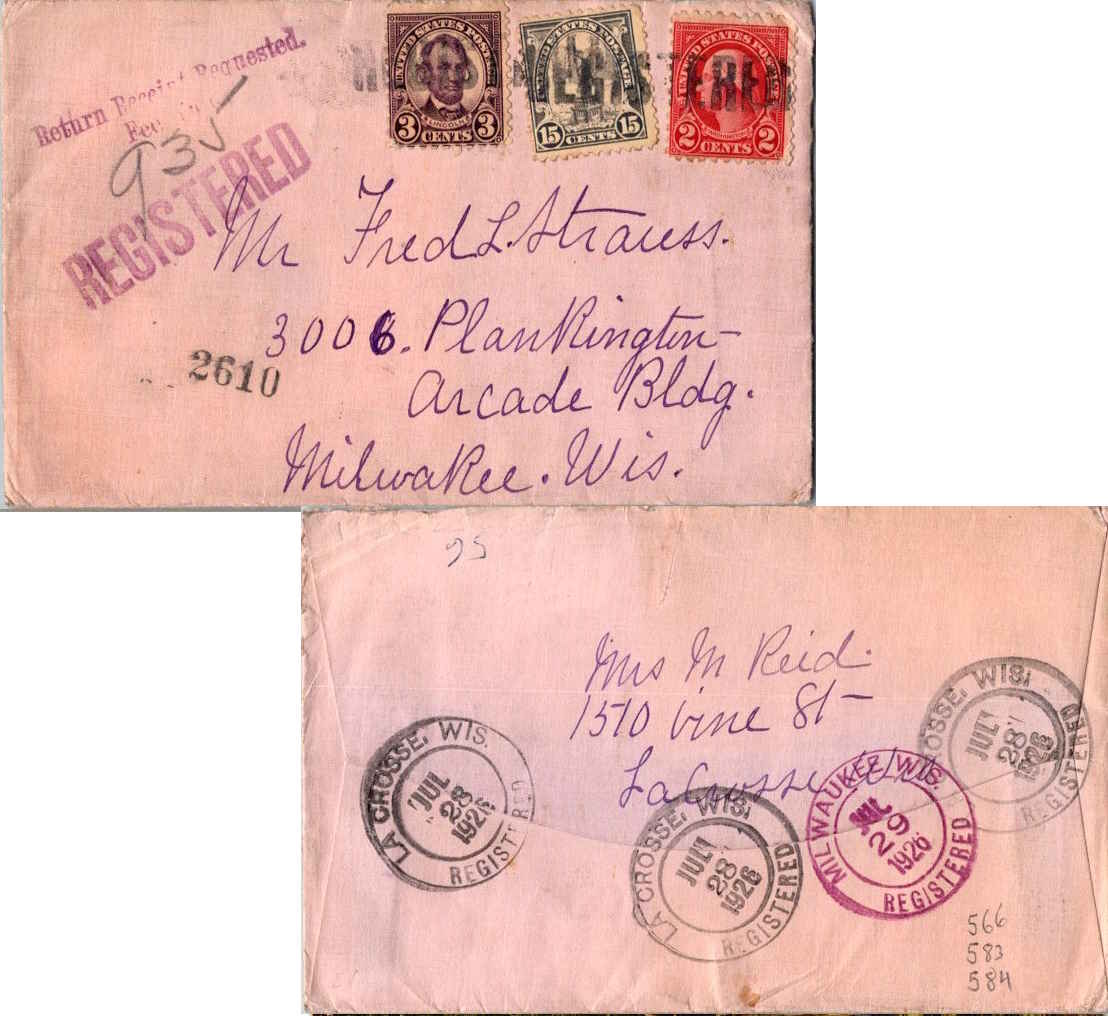 Return Receipt Requested.
Fee
935
REGISTERED
UNITED STATES POSTAGE
LINCOLN
3 CENTS 3
UNITED STATES POSTAGE
15 CENTS 15
UNITED STATES POSTAGE
WASHINGTON
2 CENTS 2
REGISTERED
Mr Fred L. Strauss.
3006. Plankington
Arcade Bldg.
Milwakee. Wis.
2610
95
Mrs M Reid.
1510 Vine St
LaCrosse
LA CROSSE, WIS.
JUL
28
1926
REGISTERED
LA CROSSE, WIS.
JUL
28
1926
REGISTERED
MILWAUKEE, WIS.
JUL
29
1926
REGISTERED
CROSSE, WIS.
JUL
28
1926
REGISTERED
566
583
584